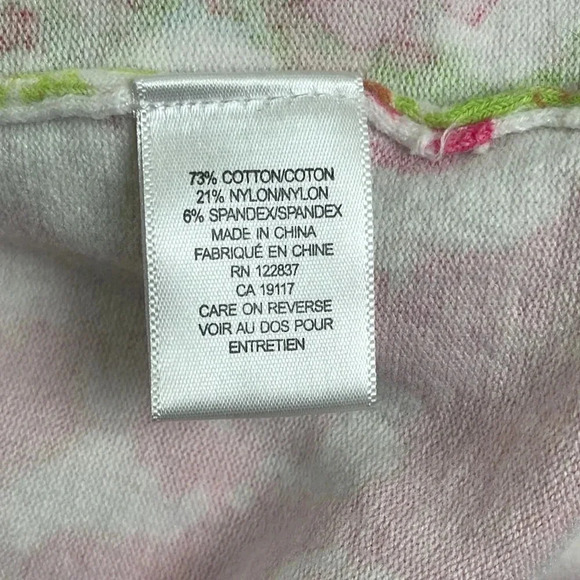 73% COTTON/COTON
21% NYLON/NYLON
6% SPANDEX/SPANDEX
MADE IN CHINA
FABRIQUÉ EN CHINE
RN 122837
CA 19117
CARE ON REVERSE
VOIR AU DOS POUR
ENTRETIEN